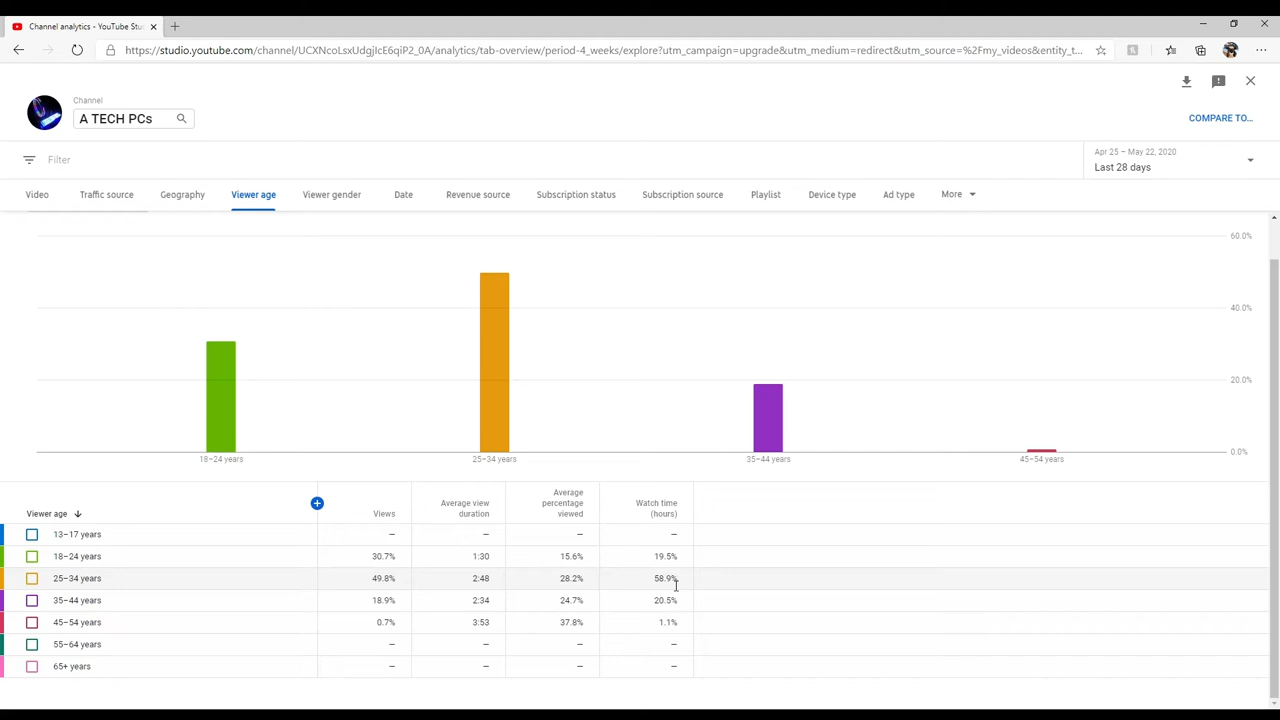 Channel analytics - YouTube Stu
https://studio.youtube.com/channel/UCXNcoLsxUdgjIcE6qiP2_0A/analytics/tab-overview/period-4_weeks/explore?utm_campaign=upgrade&utm_medium=redirect&utm_source=%2Fmy_videos&entity_t...
Channel
A TECH PCs
COMPARE TO...
Filter
Apr 25 – May 22, 2020
Last 28 days
Video Traffic source Geography Viewer age Viewer gender Date Revenue source Subscription status Subscription source Playlist Device type Ad type More
60.0%
40.0%
20.0%
0.0%
18–24 years 25–34 years 35–44 years 45–54 years
Viewer age Views Average view duration Average percentage viewed Watch time (hours)
13–17 years – – – –
18–24 years 30.7% 1:30 15.6% 19.5%
25–34 years 49.8% 2:48 28.2% 58.9%
35–44 years 18.9% 2:34 24.7% 20.5%
45–54 years 0.7% 3:53 37.8% 1.1%
55–64 years – – – –
65+ years – – – –